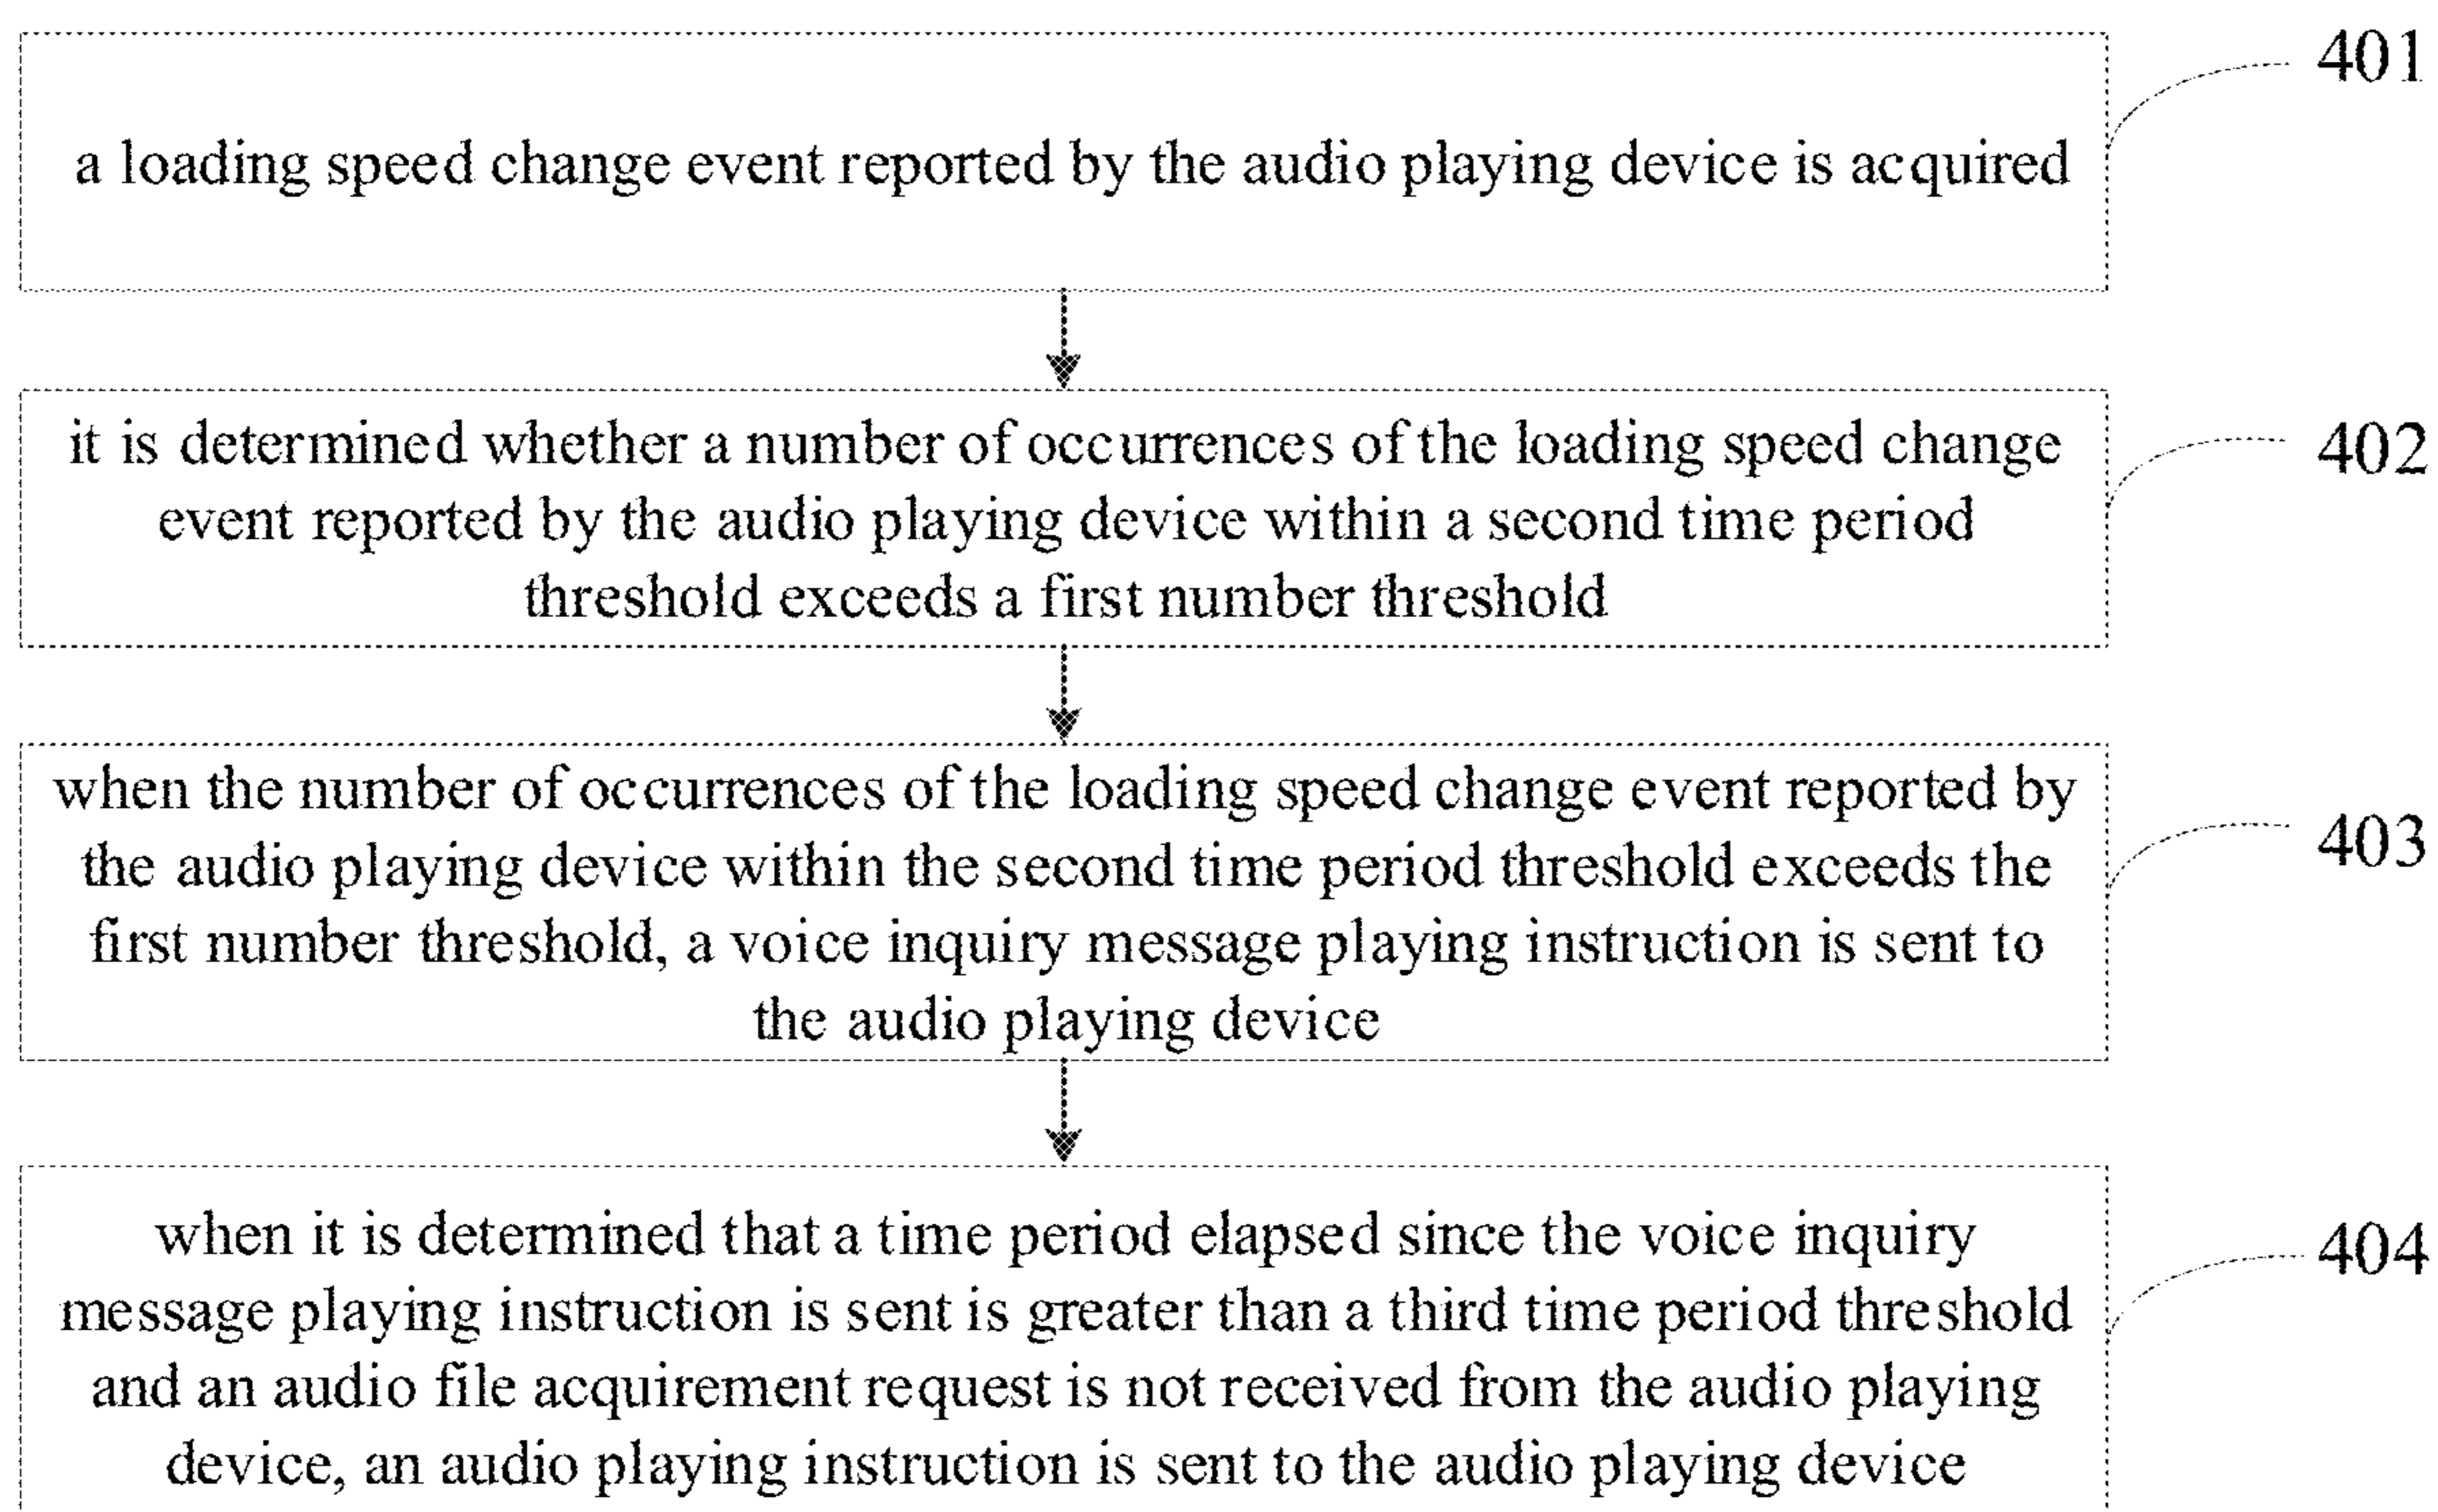 401
a loading speed change event reported by the audio playing device is acquired
402
it is determined whether a number of occurrences of the loading speed change
event reported by the audio playing device within a second time period
threshold exceeds a first number threshold
403
when the number of occurrences of the loading speed change event reported by
the audio playing device within the second time period threshold exceeds the
first number threshold, a voice inquiry message playing instruction is sent to
the audio playing device
404
when it is determined that a time period elapsed since the voice inquiry
message playing instruction is sent is greater than a third time period threshold
and an audio file acquirement request is not received from the audio playing
device, an audio playing instruction is sent to the audio playing device